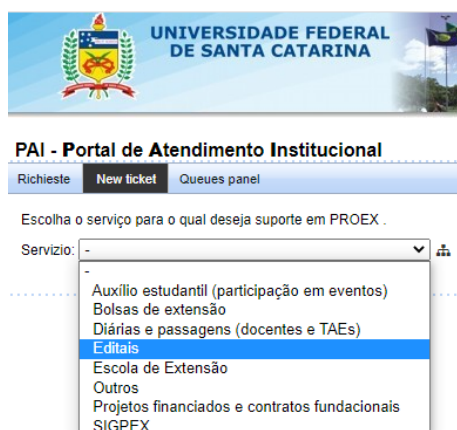 UNIVERSIDADE FEDERAL
DE SANTA CATARINA
PAI - Portal de Atendimento Institucional
Richieste New ticket Queues panel
Escolha o serviço para o qual deseja suporte em PROEX .
Servizio: -
-
Auxílio estudantil (participação em eventos)
Bolsas de extensão
Diárias e passagens (docentes e TAEs)
Editais
Escola de Extensão
Outros
Projetos financiados e contratos fundacionais
SIGPEX